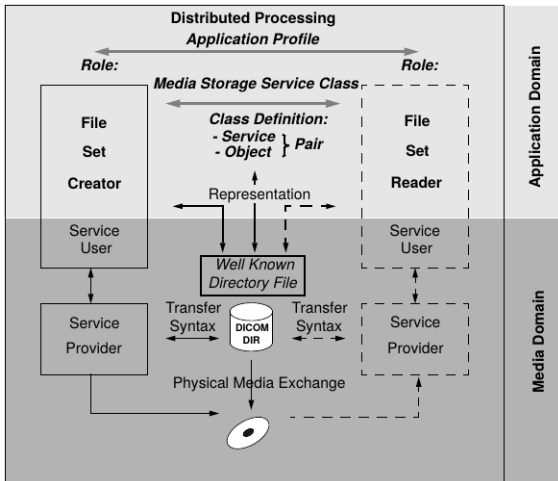 Distributed Processing
Application Profile
Role:
Role:
Media Storage Service Class
File
Set
Creator
Class Definition:
- Service
- Object
} Pair
File
Set
Reader
Representation
Service
User
Service
User
Well Known
Directory File
Service
Provider
Transfer
Syntax
DICOM
DIR
Transfer
Syntax
Service
Provider
Physical Media Exchange
Application Domain
Media Domain